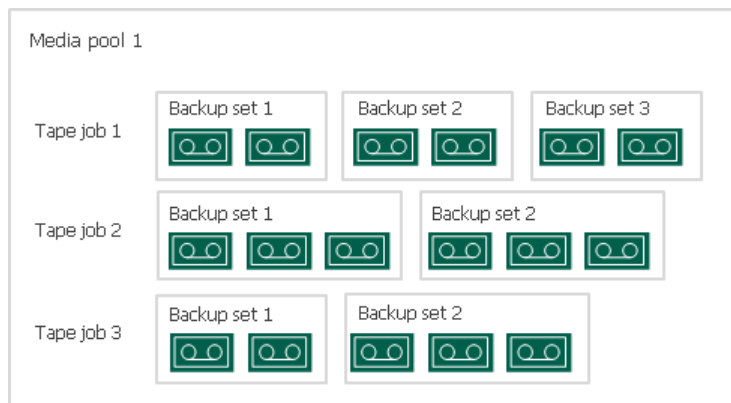 Media pool 1
Tape job 1
Backup set 1
Backup set 2
Backup set 3
Tape job 2
Backup set 1
Backup set 2
Tape job 3
Backup set 1
Backup set 2